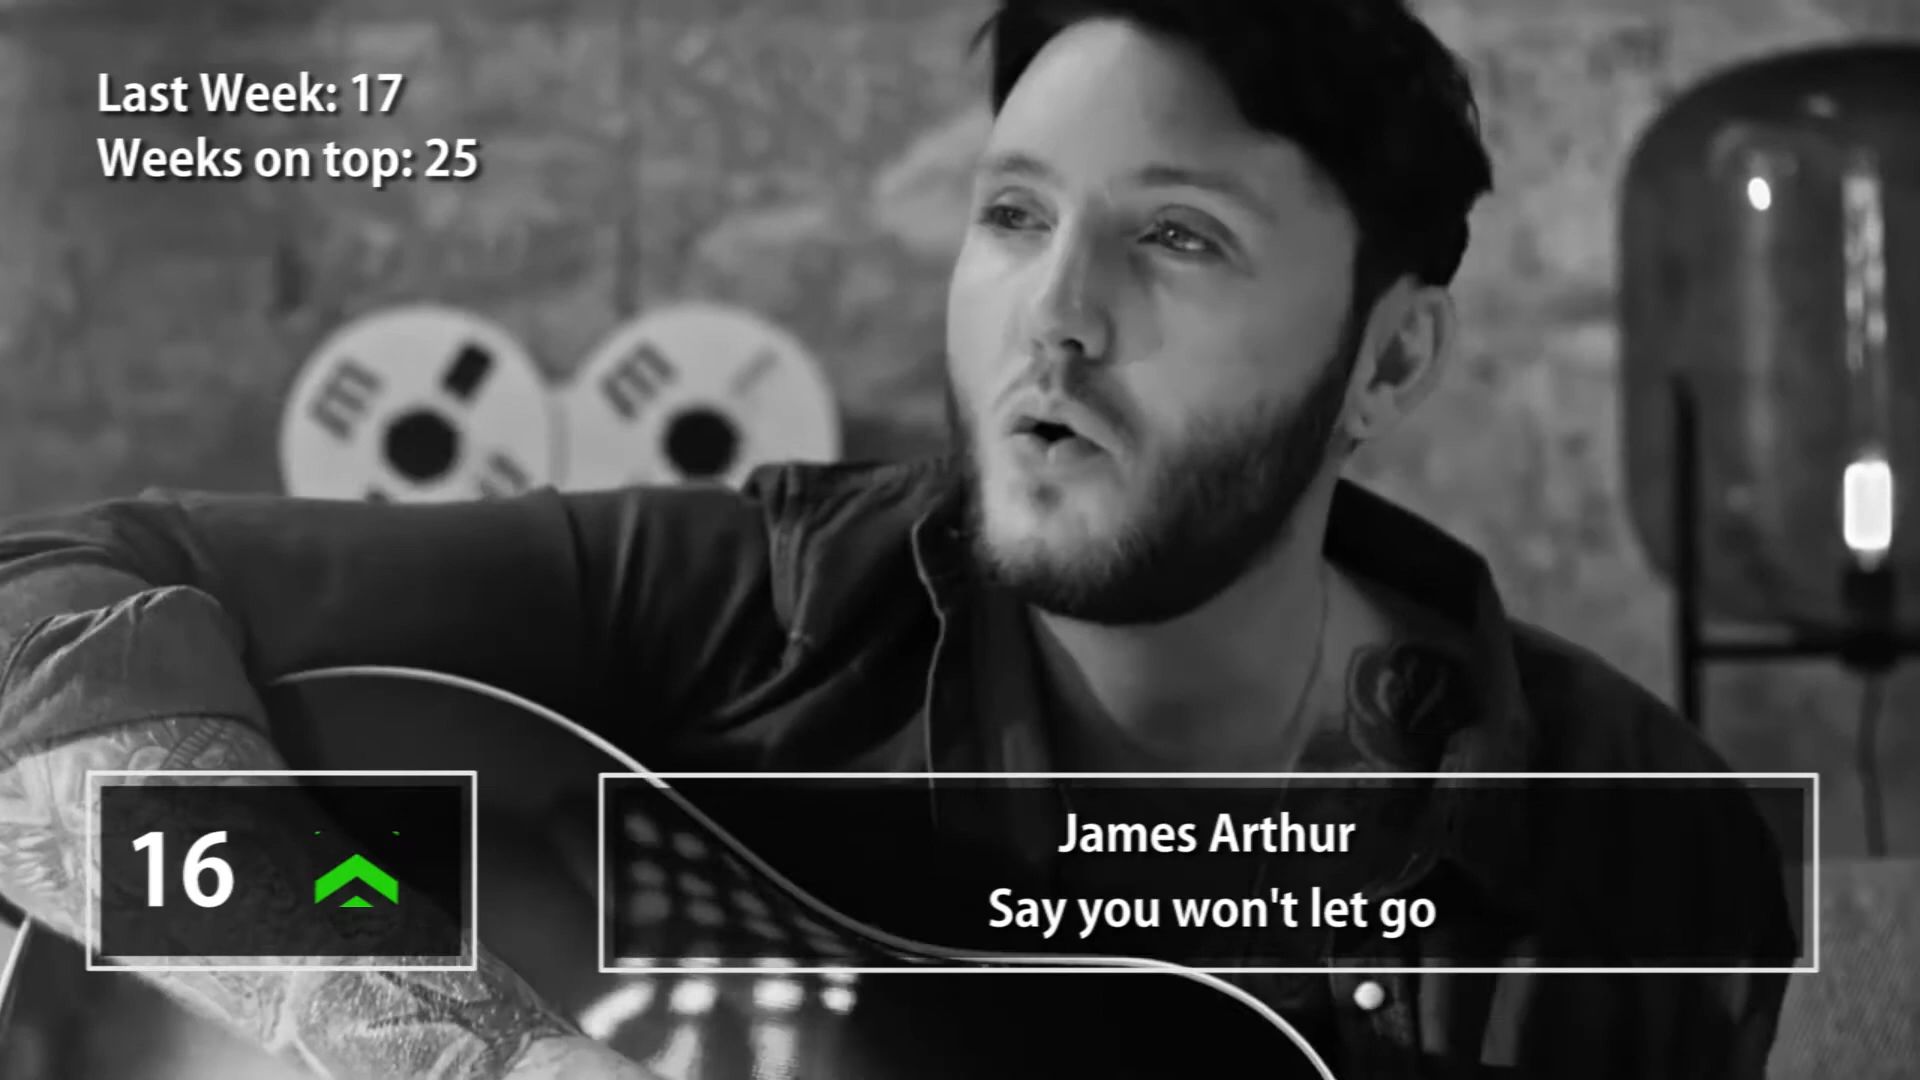 Last Week: 17
Weeks on top: 25
16
James Arthur
Say you won't let go